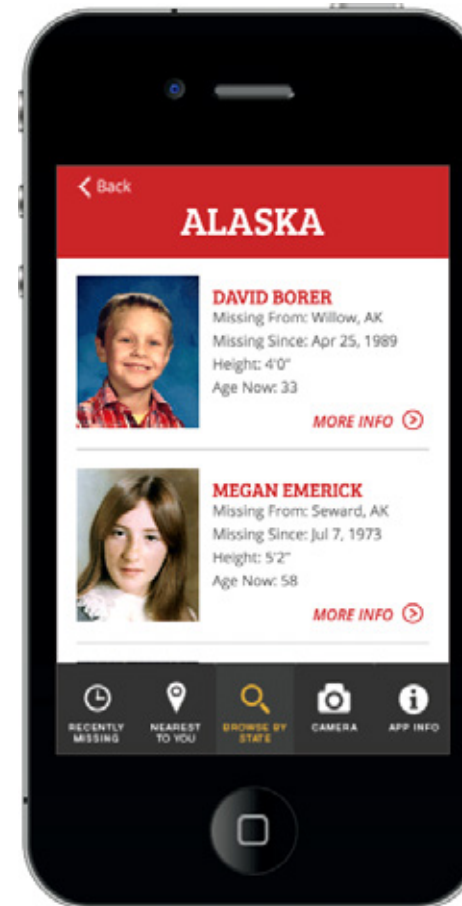 Back
ALASKA
DAVID BORER
Missing From: Willow, AK
Missing Since: Apr 25, 1989
Height: 4'0"
Age Now: 33
MORE INFO
MEGAN EMERICK
Missing From: Seward, AK
Missing Since: Jul 7, 1973
Height: 5'2"
Age Now: 58
MORE INFO
RECENTLY
MISSING
NEAREST
TO YOU
BROWSE BY
STATE
CAMERA
APP INFO